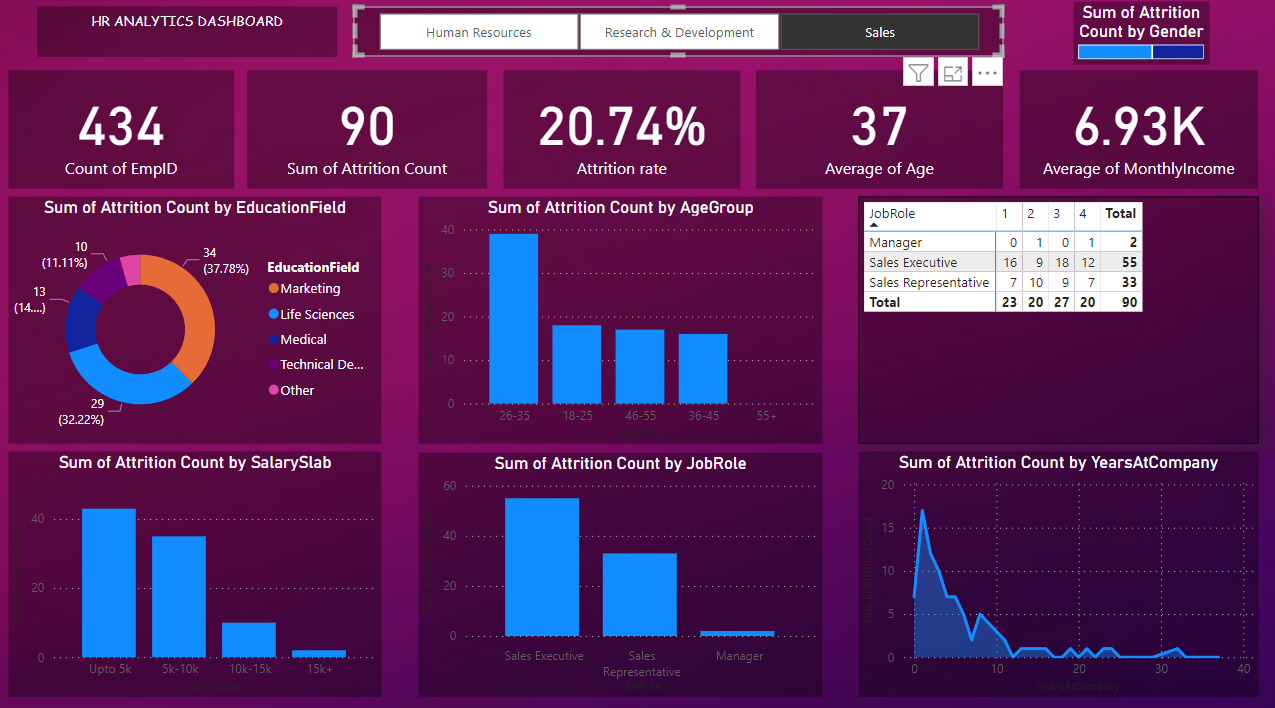 HR ANALYTICS DASHBOARD
Human Resources
Research & Development
Sales
Sum of Attrition
Count by Gender
434
Count of EmpID
90
Sum of Attrition Count
20.74%
Attrition rate
37
Average of Age
6.93K
Average of MonthlyIncome
Sum of Attrition Count by EducationField
34
(37.78%)
29
(32.22%)
13
(14....)
10
(11.11%)
EducationField
Marketing
Life Sciences
Medical
Technical De...
Other
Sum of Attrition Count by AgeGroup
40
30
20
10
0
26-35 18-25 46-55 36-45 55+
JobRole 1 2 3 4 Total
Manager 0 1 0 1 2
Sales Executive 16 9 18 12 55
Sales Representative 7 10 9 7 33
Total 23 20 27 20 90
Sum of Attrition Count by SalarySlab
40
20
0
Upto 5k 5k-10k 10k-15k 15k+
SalarySlab
Sum of Attrition Count by JobRole
60
40
20
0
Sales Executive
Sales
Representative
Manager
JobRole
Sum of Attrition Count by YearsAtCompany
Sum of Attrition Count
20
15
10
5
0
0 10 20 30 40
YearsAtCompany